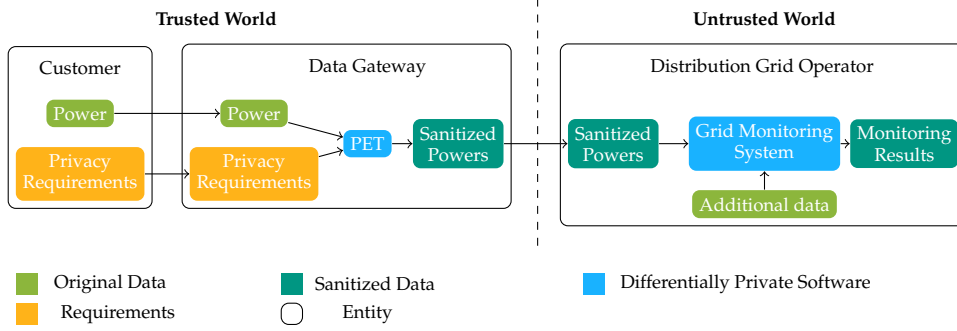 Trusted World
Untrusted World
Customer
Data Gateway
Distribution Grid Operator
Power
Power
PET
Sanitized
Powers
Sanitized
Powers
Grid Monitoring
System
Monitoring
Results
Privacy
Requirements
Privacy
Requirements
Additional data
Original Data
Sanitized Data
Differentially Private Software
Requirements
Entity